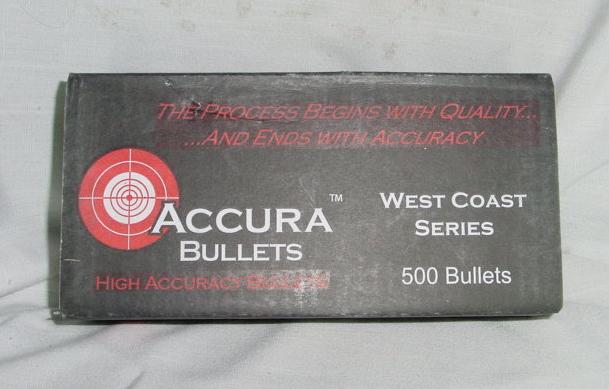 THE PROCESS BEGINS WITH QUALITY...
...AND ENDS WITH ACCURACY
ACCURA™
BULLETS
HIGH ACCURACY BULLETS
WEST COAST
SERIES
500 Bullets